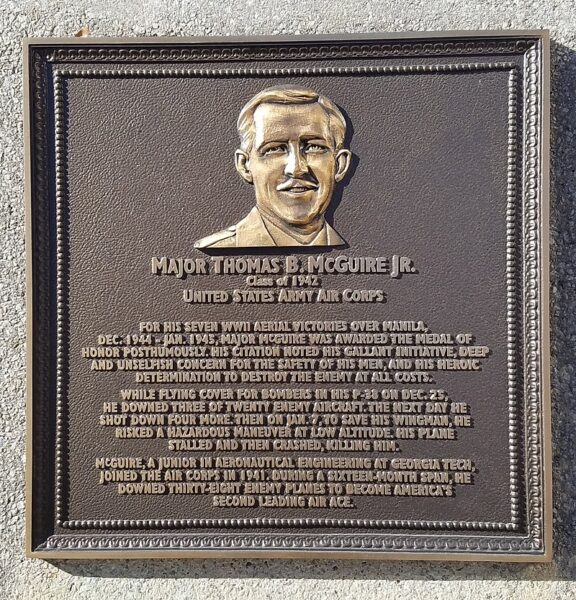 MAJOR THOMAS B. MCGUIRE JR.
Class of 1942
UNITED STATES ARMY AIR CORPS
FOR HIS SEVEN WWII AERIAL VICTORIES OVER MANILA,
DEC. 1944 - JAN. 1945, MAJOR MCGUIRE WAS AWARDED THE MEDAL OF
HONOR POSTHUMOUSLY. HIS CITATION NOTED HIS GALLANT INITIATIVE, DEEP
AND UNSELFISH CONCERN FOR THE SAFETY OF HIS MEN, AND HIS HEROIC
DETERMINATION TO DESTROY THE ENEMY AT ALL COSTS.
WHILE FLYING COVER FOR BOMBERS IN HIS P-38 ON DEC. 25,
HE DOWNED THREE OF TWENTY ENEMY AIRCRAFT. THE NEXT DAY HE
SHOT DOWN FOUR MORE. THEN ON JAN. 7, TO SAVE HIS WINGMAN, HE
RISKED A HAZARDOUS MANEUVER AT LOW ALTITUDE. HIS PLANE
STALLED AND THEN CRASHED, KILLING HIM.
MCGUIRE, A JUNIOR IN AERONAUTICAL ENGINEERING AT GEORGIA TECH,
JOINED THE AIR CORPS IN 1941. DURING A SIXTEEN-MONTH SPAN, HE
DOWNED THIRTY-EIGHT ENEMY PLANES TO BECOME AMERICA'S
SECOND LEADING AIR ACE.